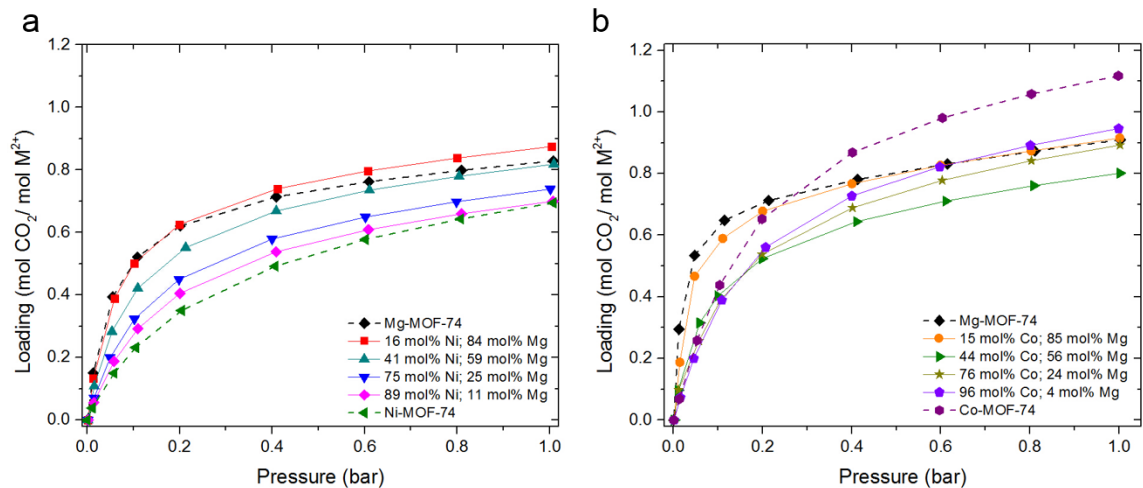 a
Loading (mol CO₂/ mol M²⁺)
1.2
1.0
0.8
0.6
0.4
0.2
0.0
Mg-MOF-74
16 mol% Ni; 84 mol% Mg
41 mol% Ni; 59 mol% Mg
75 mol% Ni; 25 mol% Mg
89 mol% Ni; 11 mol% Mg
Ni-MOF-74
0.0 0.2 0.4 0.6 0.8 1.0
Pressure (bar)
b
Loading (mol CO₂/ mol M²⁺)
1.2
1.0
0.8
0.6
0.4
0.2
0.0
Mg-MOF-74
15 mol% Co; 85 mol% Mg
44 mol% Co; 56 mol% Mg
76 mol% Co; 24 mol% Mg
96 mol% Co; 4 mol% Mg
Co-MOF-74
0.0 0.2 0.4 0.6 0.8 1.0
Pressure (bar)